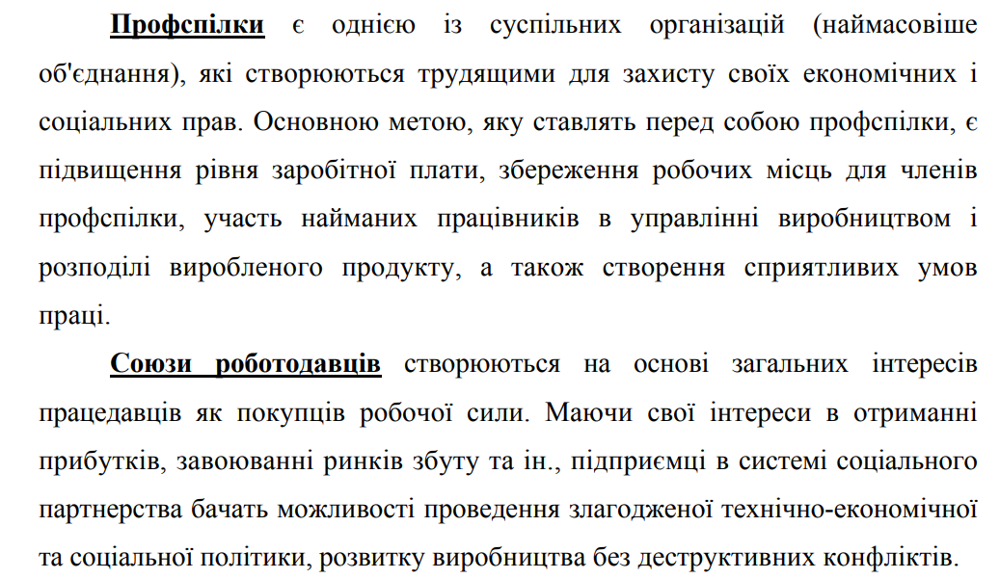 Профспілки є однією із суспільних організацій (наймасовіше
об'єднання), які створюються трудящими для захисту своїх економічних і
соціальних прав. Основною метою, яку ставлять перед собою профспілки, є
підвищення рівня заробітної плати, збереження робочих місць для членів
профспілки, участь найманих працівників в управлінні виробництвом і
розподілі виробленого продукту, а також створення сприятливих умов
праці.
Союзи роботодавців створюються на основі загальних інтересів
працедавців як покупців робочої сили. Маючи свої інтереси в отриманні
прибутків, завоюванні ринків збуту та ін., підприємці в системі соціального
партнерства бачать можливості проведення злагодженої технічно-економічної
та соціальної політики, розвитку виробництва без деструктивних конфліктів.